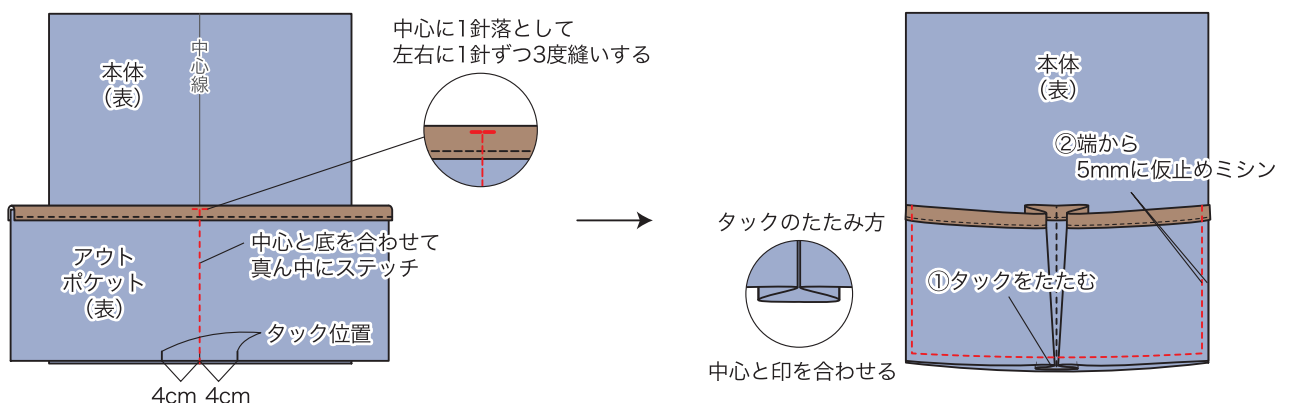 本体
（表）
中心線
中心に1針落として
左右に1針ずつ3度縫いする
アウト
ポケット
（表）
中心と底を合わせて
真ん中にステッチ
タック位置
4cm 4cm
タックのたたみ方
中心と印を合わせる
本体
（表）
②端から
5mmに仮止めミシン
①タックをたたむ